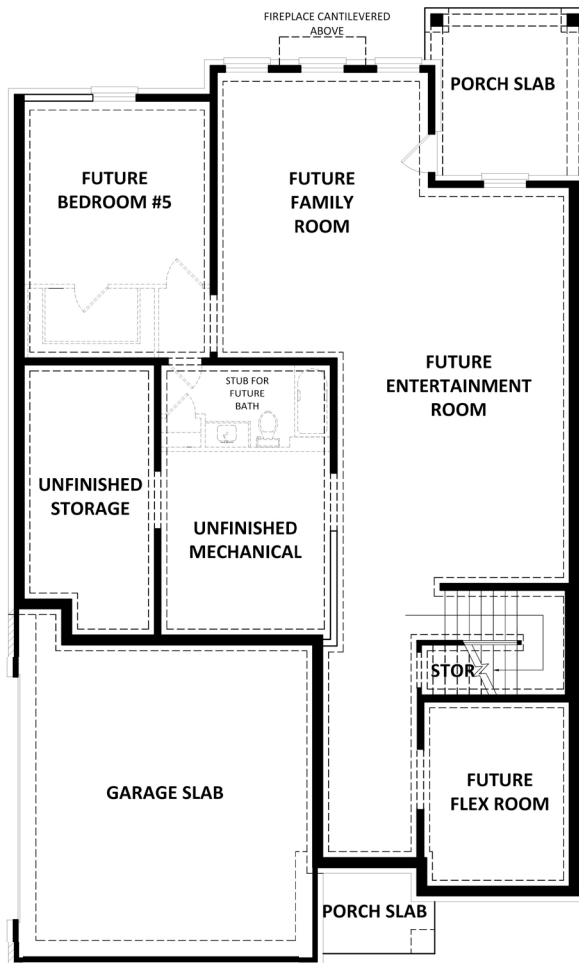 FIREPLACE CANTILEVERED
ABOVE
PORCH SLAB
FUTURE
BEDROOM #5
FUTURE
FAMILY
ROOM
FUTURE
ENTERTAINMENT
ROOM
STUB FOR
FUTURE
BATH
UNFINISHED
STORAGE
UNFINISHED
MECHANICAL
STOR
GARAGE SLAB
FUTURE
FLEX ROOM
PORCH SLAB